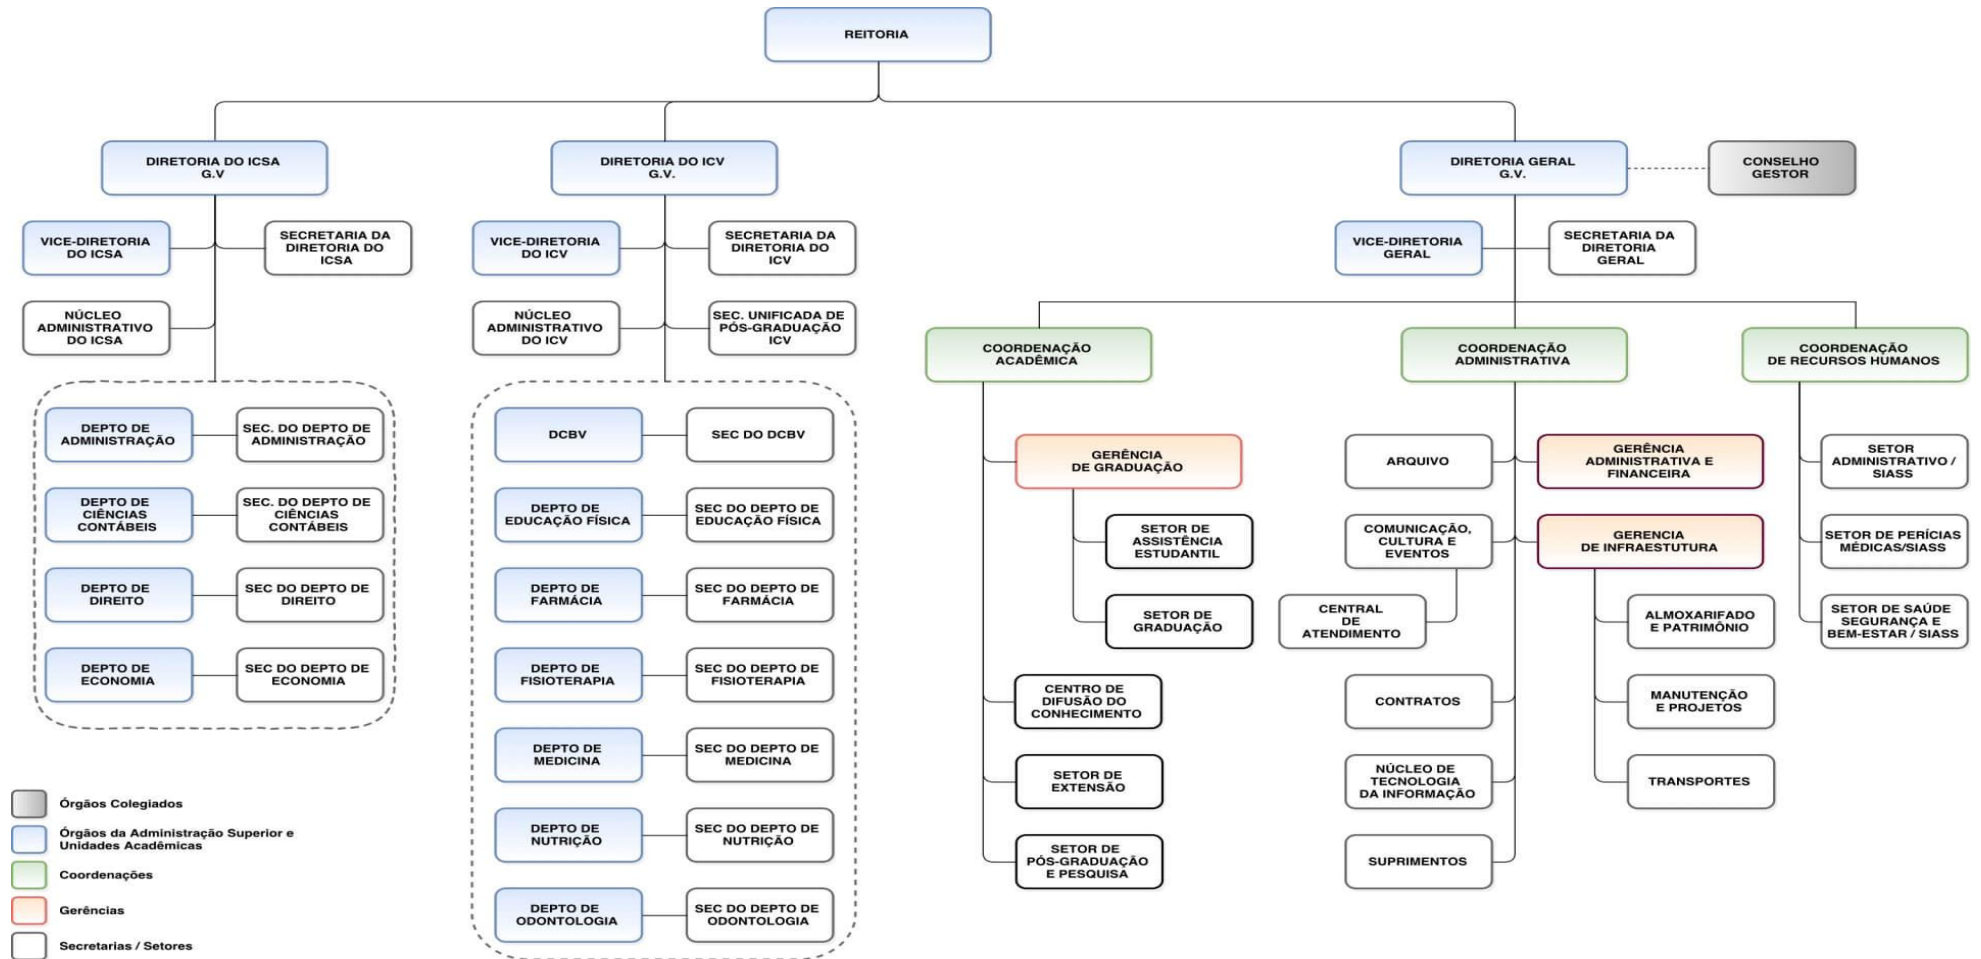 REITORIA
DIRETORIA DO ICSA
G.V
DIRETORIA DO ICV
G.V.
DIRETORIA GERAL
G.V.
CONSELHO
GESTOR
VICE-DIRETORIA
DO ICSA
SECRETARIA DA
DIRETORIA DO
ICSA
NÚCLEO
ADMINISTRATIVO
DO ICSA
VICE-DIRETORIA
DO ICV
SECRETARIA DA
DIRETORIA DO
ICV
NÚCLEO
ADMINISTRATIVO
DO ICV
SEC. UNIFICADA DE
PÓS-GRADUAÇÃO
ICV
VICE-DIRETORIA
GERAL
SECRETARIA DA
DIRETORIA
GERAL
DEPTO DE
ADMINISTRAÇÃO
SEC. DO DEPTO DE
ADMINISTRAÇÃO
DEPTO DE
CIÊNCIAS
CONTÁBEIS
SEC. DO DEPTO DE
CIÊNCIAS
CONTÁBEIS
DEPTO DE
DIREITO
SEC DO DEPTO DE
DIREITO
DEPTO DE
ECONOMIA
SEC DO DEPTO DE
ECONOMIA
DCBV
SEC DO DCBV
DEPTO DE
EDUCAÇÃO FÍSICA
SEC DO DEPTO DE
EDUCAÇÃO FÍSICA
DEPTO DE
FARMÁCIA
SEC DO DEPTO DE
FARMÁCIA
DEPTO DE
FISIOTERAPIA
SEC DO DEPTO DE
FISIOTERAPIA
DEPTO DE
MEDICINA
SEC DO DEPTO DE
MEDICINA
DEPTO DE
NUTRIÇÃO
SEC DO DEPTO DE
NUTRIÇÃO
DEPTO DE
ODONTOLOGIA
SEC DO DEPTO DE
ODONTOLOGIA
COORDENAÇÃO
ACADÊMICA
GERÊNCIA
DE GRADUAÇÃO
SETOR DE
ASSISTÊNCIA
ESTUDANTIL
SETOR DE
GRADUAÇÃO
CENTRO DE
DIFUSÃO DO
CONHECIMENTO
SETOR DE
EXTENSÃO
SETOR DE
PÓS-GRADUAÇÃO
E PESQUISA
COORDENAÇÃO
ADMINISTRATIVA
ARQUIVO
GERÊNCIA
ADMINISTRATIVA E
FINANCEIRA
COMUNICAÇÃO,
CULTURA E
EVENTOS
GERENCIA
DE INFRAESTUTURA
CENTRAL
DE
ATENDIMENTO
ALMOXARIFADO
E PATRIMÔNIO
CONTRATOS
MANUTENÇÃO
E PROJETOS
NÚCLEO DE
TECNOLOGIA
DA INFORMAÇÃO
TRANSPORTES
SUPRIMENTOS
COORDENAÇÃO
DE RECURSOS HUMANOS
SETOR
ADMINISTRATIVO /
SIASS
SETOR DE PERÍCIAS
MÉDICAS/SIASS
SETOR DE SAÚDE
SEGURANÇA E
BEM-ESTAR / SIASS
Órgãos Colegiados
Órgãos da Administração Superior e
Unidades Acadêmicas
Coordenações
Gerências
Secretarias / Setores